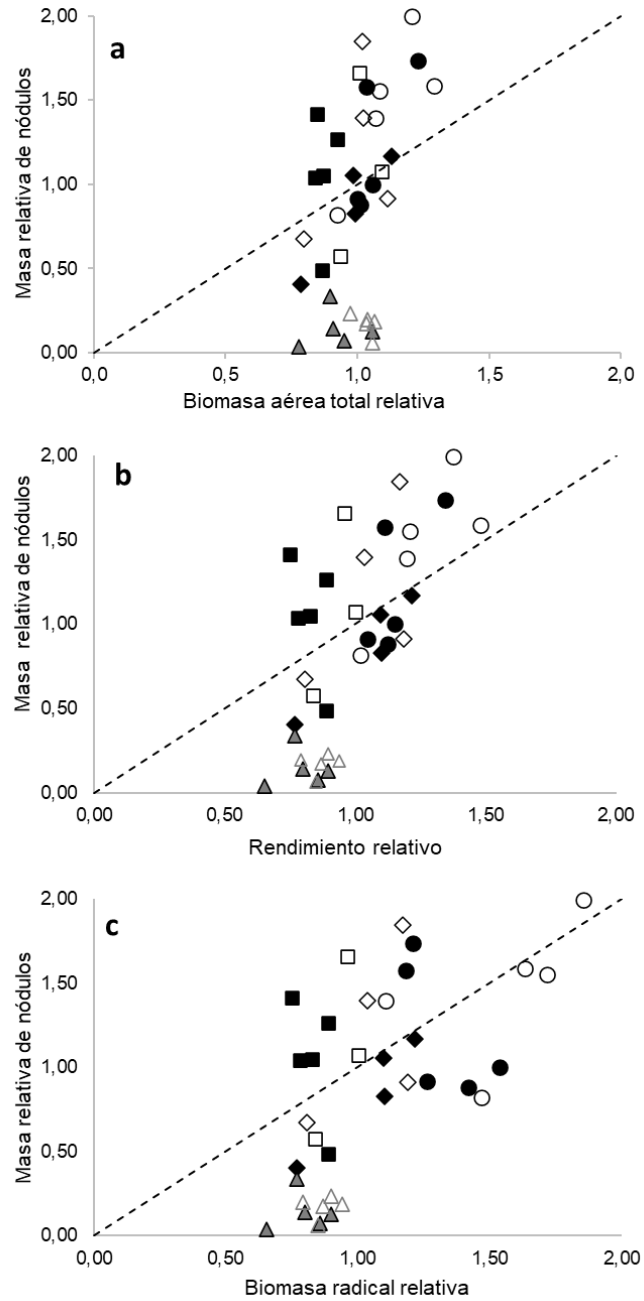 a
Masa relativa de nódulos
2,00
1,50
1,00
0,50
0,00
0,0 0,5 1,0 1,5 2,0
Biomasa aérea total relativa
b
Masa relativa de nódulos
2,00
1,50
1,00
0,50
0,00
0,00 0,50 1,00 1,50 2,00
Rendimiento relativo
c
Masa relativa de nódulos
2,00
1,50
1,00
0,50
0,00
0,00 0,50 1,00 1,50 2,00
Biomasa radical relativa